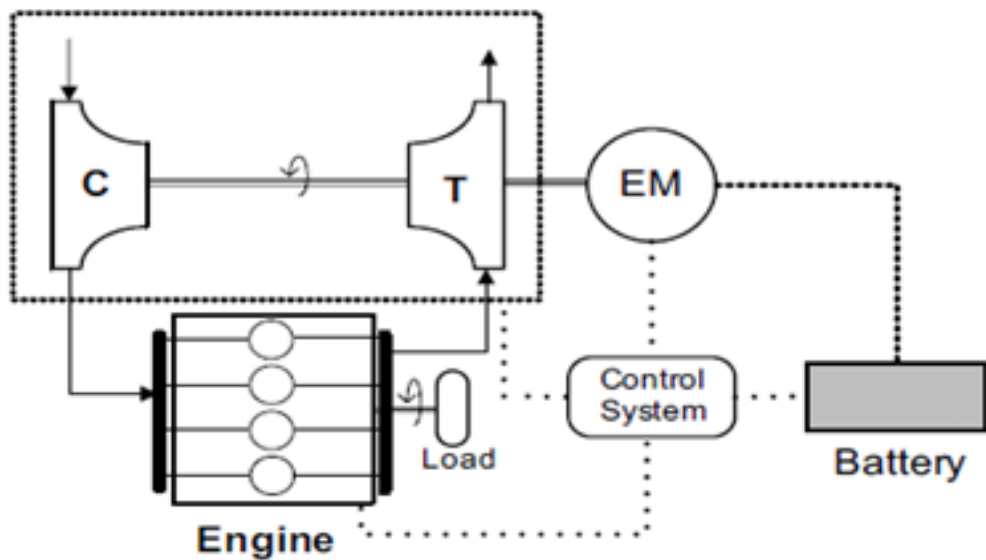 C
T
EM
Control
System
Load
Battery
Engine